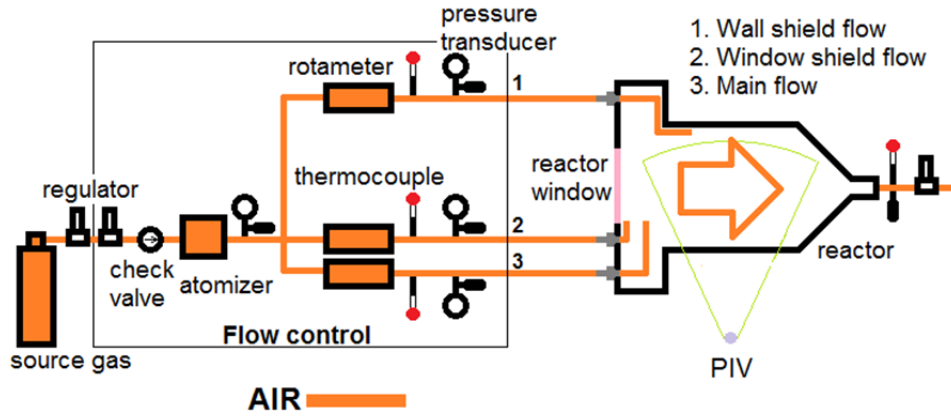 pressure
transducer
rotameter
1
1. Wall shield flow
2. Window shield flow
3. Main flow
regulator
thermocouple
reactor
window
2
3
check
valve
atomizer
reactor
Flow control
source gas
PIV
AIR